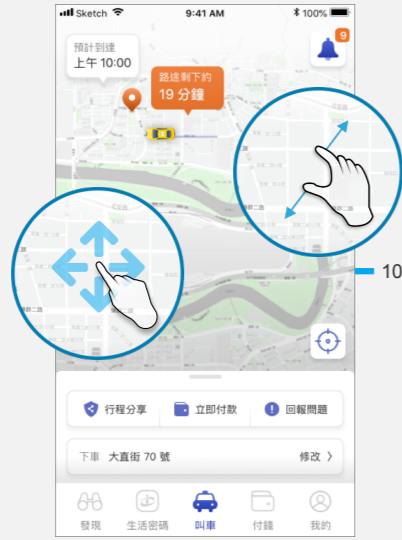 Sketch
9:41 AM
100%
預計到達
上午 10:00
9
路途剩下約
19 分鐘
10
行程分享
立即付款
回報問題
下車 大直街 70 號
修改
發現
生活密碼
叫車
付錢
我的